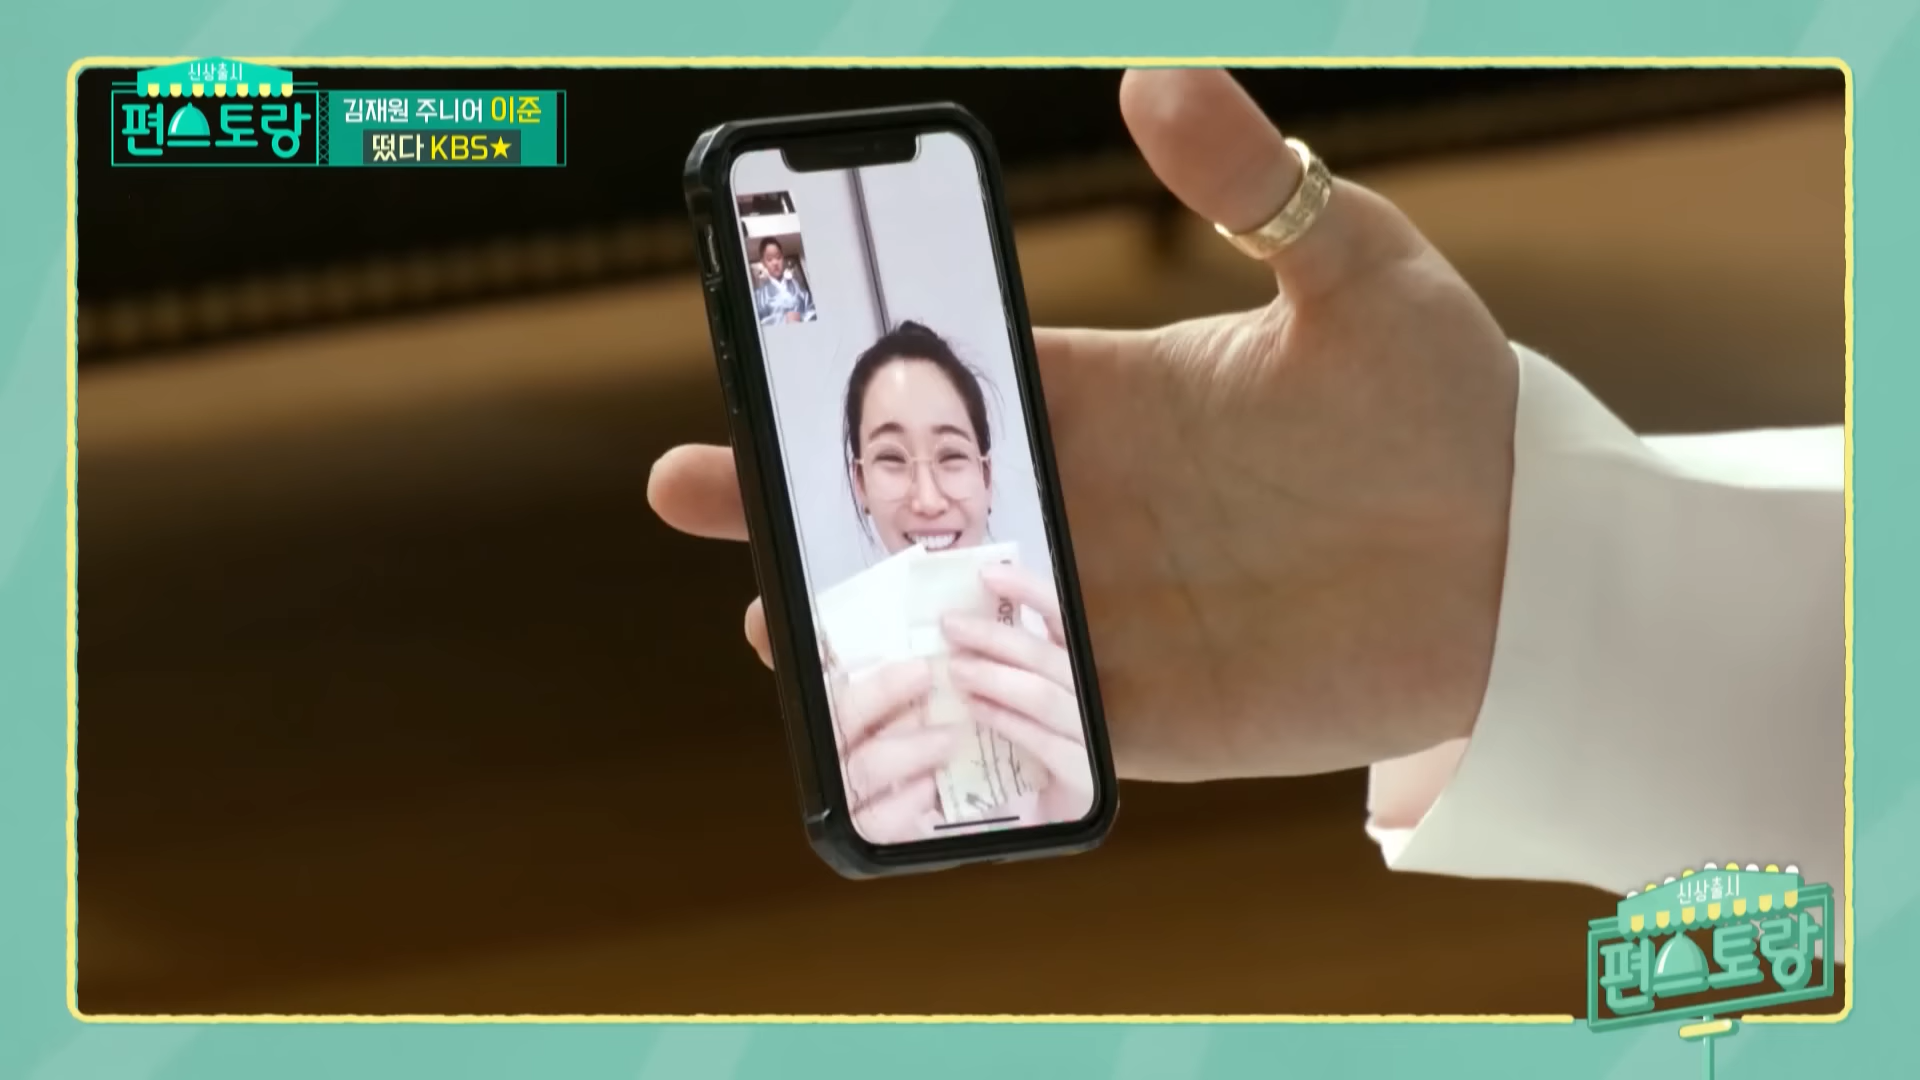 신상출시
편스토랑
김재원 주니어 이준
떴다 KBS★
신상출시
편스토랑